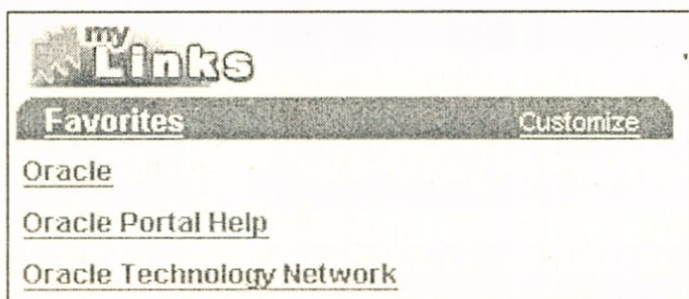 my
Links
Favorites Customize
Oracle
Oracle Portal Help
Oracle Technology Network